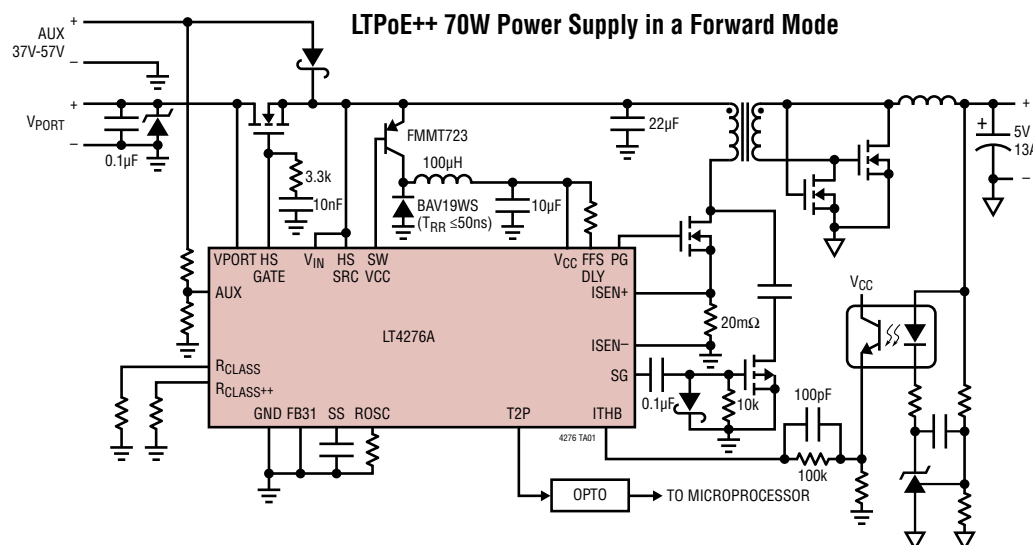 LTPoE++ 70W Power Supply in a Forward Mode
+
AUX
37V-57V
–
+
VPORT
–
0.1µF
3.3k
10nF
FMMT723
100µH
BAV19WS
(TRR ≤50ns)
10µF
22µF
+
+
5V
13A
–
VPORT
HS
GATE
VIN
HS
SRC
SW
VCC
VCC
FFS
DLY
PG
AUX
ISEN+
LT4276A
20mΩ
ISEN–
VCC
RCLASS
RCLASS++
SG
0.1µF
10k
100pF
GND
FB31
SS
ROSC
T2P
ITHB
4276 TA01
100k
OPTO
TO MICROPROCESSOR